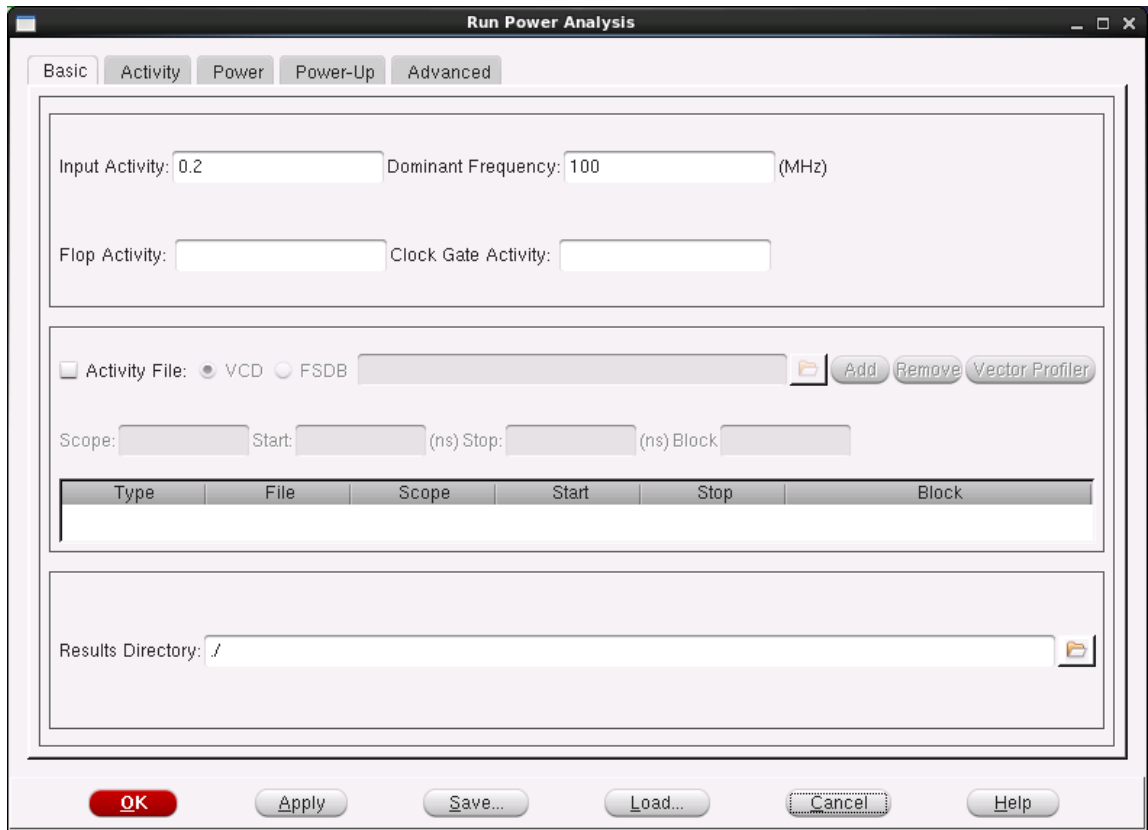 Run Power Analysis
Basic Activity Power Power-Up Advanced
Input Activity: 0.2 Dominant Frequency: 100 (MHz)
Flop Activity: Clock Gate Activity:
Activity File: VCD FSDB Add Remove Vector Profiler
Scope: Start: (ns) Stop: (ns) Block
Type File Scope Start Stop Block
Results Directory: ./
OK Apply Save... Load... Cancel Help